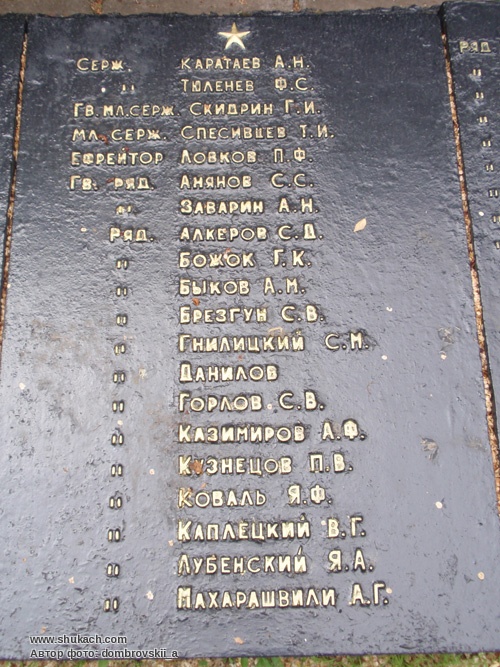 Серж. Каратаев А.Н.
" Тюленев Ф.С.
Гв. мл. серж. Скидрин Г.И.
Мл. серж. Спесивцев Т.И.
Ефрейтор Ловков П.Ф.
Гв. ряд. Анянов С.С.
" Заварин А.Н.
Ряд. Алкеров С.Д.
" Божок Г.К.
" Быков А.М.
" Брезгун С.В.
" Гнилицкий С.М.
" Данилов
" Горлов С.В.
" Казимиров А.Ф.
" Кузнецов П.В.
" Коваль Я.Ф.
" Каплецкий В.Г.
" Лубенский Я.А.
" Махарашвили А.Г.
Ряд.
"
"
"
"
"
"
"
"
www.shukach.com
Автор фото- dombrovskii_a